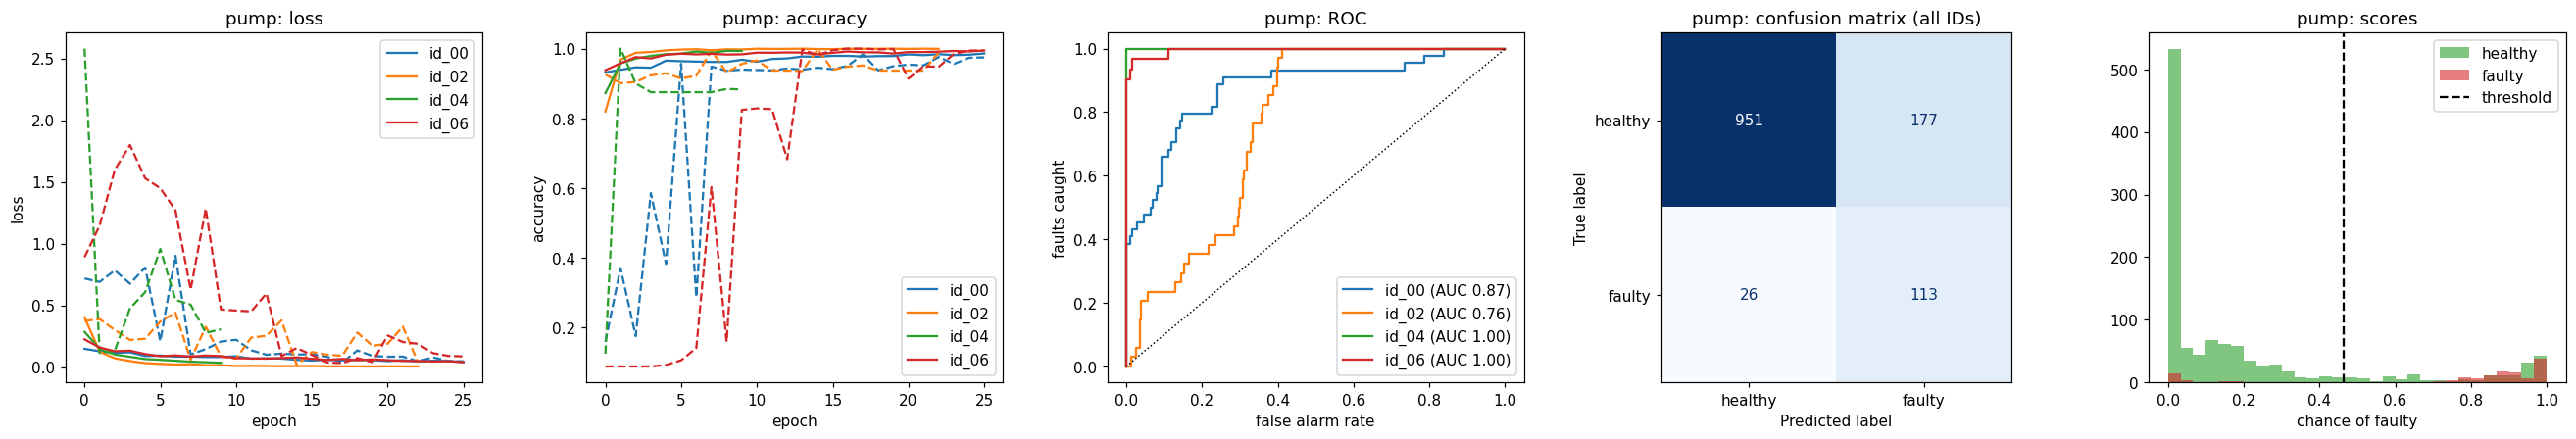 pump: loss
2.5
2.0
1.5
1.0
0.5
0.0
loss
0 5 10 15 20 25
epoch
id_00
id_02
id_04
id_06
pump: accuracy
1.0
0.8
0.6
0.4
0.2
accuracy
0 5 10 15 20 25
epoch
id_00
id_02
id_04
id_06
pump: ROC
1.0
0.8
0.6
0.4
0.2
0.0
faults caught
0.0 0.2 0.4 0.6 0.8 1.0
false alarm rate
id_00 (AUC 0.87)
id_02 (AUC 0.76)
id_04 (AUC 1.00)
id_06 (AUC 1.00)
pump: confusion matrix (all IDs)
True label
healthy 951 177
faulty 26 113
healthy faulty
Predicted label
pump: scores
500
400
300
200
100
0
0.0 0.2 0.4 0.6 0.8 1.0
chance of faulty
healthy
faulty
threshold